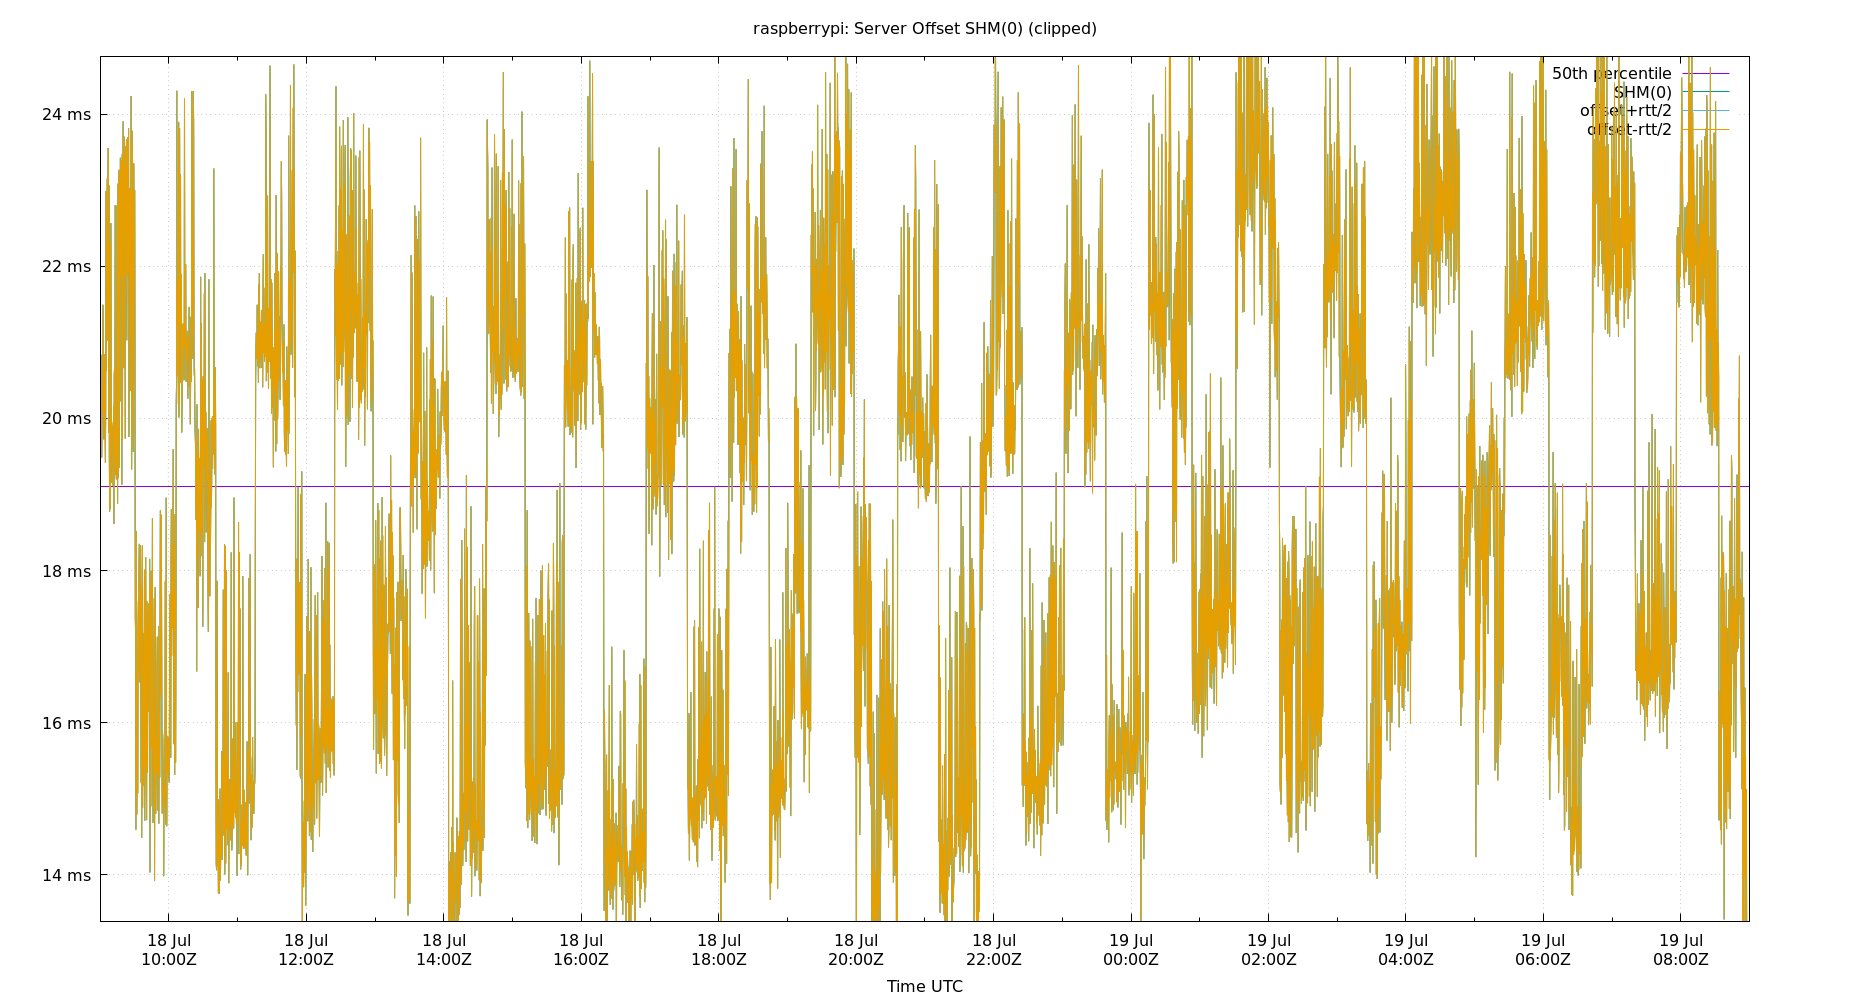 raspberrypi: Server Offset SHM(0) (clipped)
50th percentile
SHM(0)
offset+rtt/2
offset-rtt/2
24 ms
22 ms
20 ms
18 ms
16 ms
14 ms
18 Jul 18 Jul 18 Jul 18 Jul 18 Jul 18 Jul 18 Jul 19 Jul 19 Jul 19 Jul 19 Jul 19 Jul
10:00Z 12:00Z 14:00Z 16:00Z 18:00Z 20:00Z 22:00Z 00:00Z 02:00Z 04:00Z 06:00Z 08:00Z
Time UTC